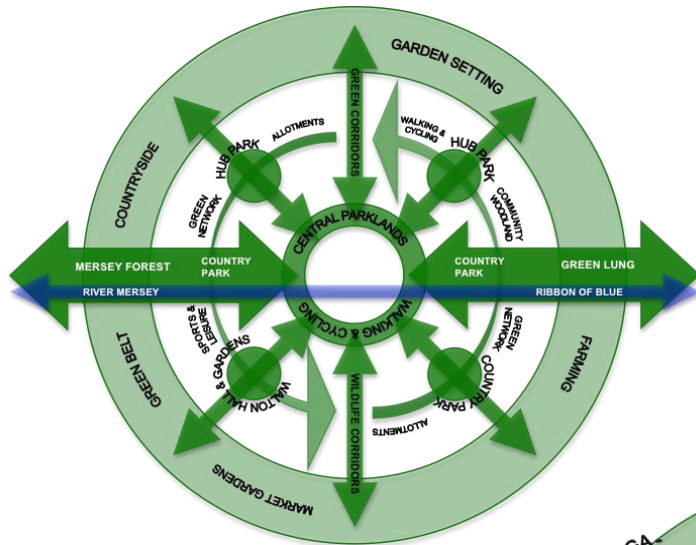 GARDEN SETTING
COUNTRYSIDE
GREEN CORRIDORS
ALLOTMENTS
WALKING &
CYCLING
HUB PARK
HUB PARK
GREEN
NETWORK
COMMUNITY
WOODLAND
CENTRAL PARKLANDS
MERSEY FOREST
COUNTRY
PARK
COUNTRY
PARK
GREEN LUNG
RIVER MERSEY
RIBBON OF BLUE
WALKING & CYCLING
SPORTS &
LEISURE
GREEN
NETWORK
GREEN BELT
FARMING
WALTON HALL & GARDENS
COUNTRY PARK
WILDLIFE CORRIDORS
ALLOTMENTS
MARKET GARDENS